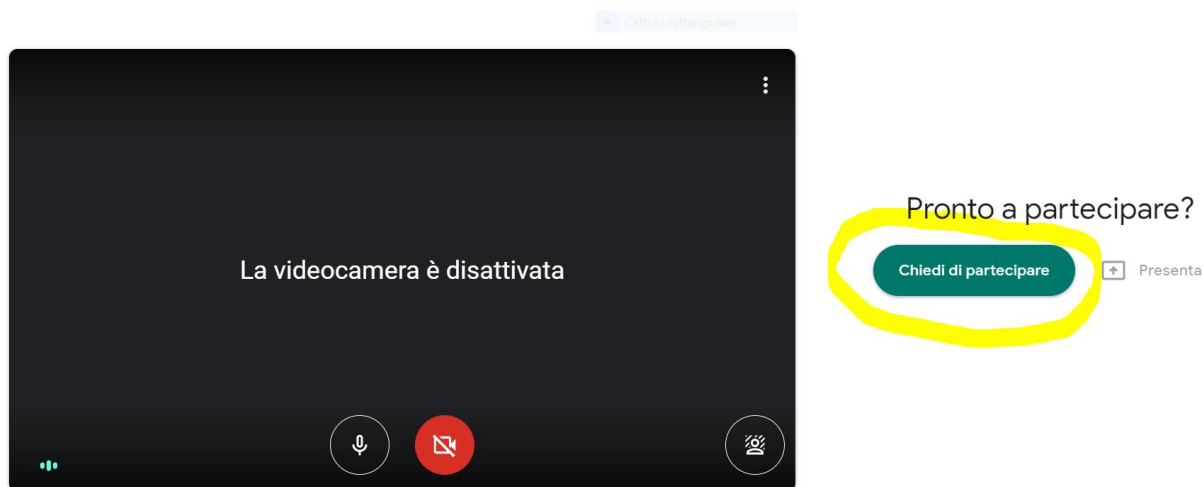 Cattura rettangolare
La videocamera è disattivata
Pronto a partecipare?
Chiedi di partecipare
Presenta